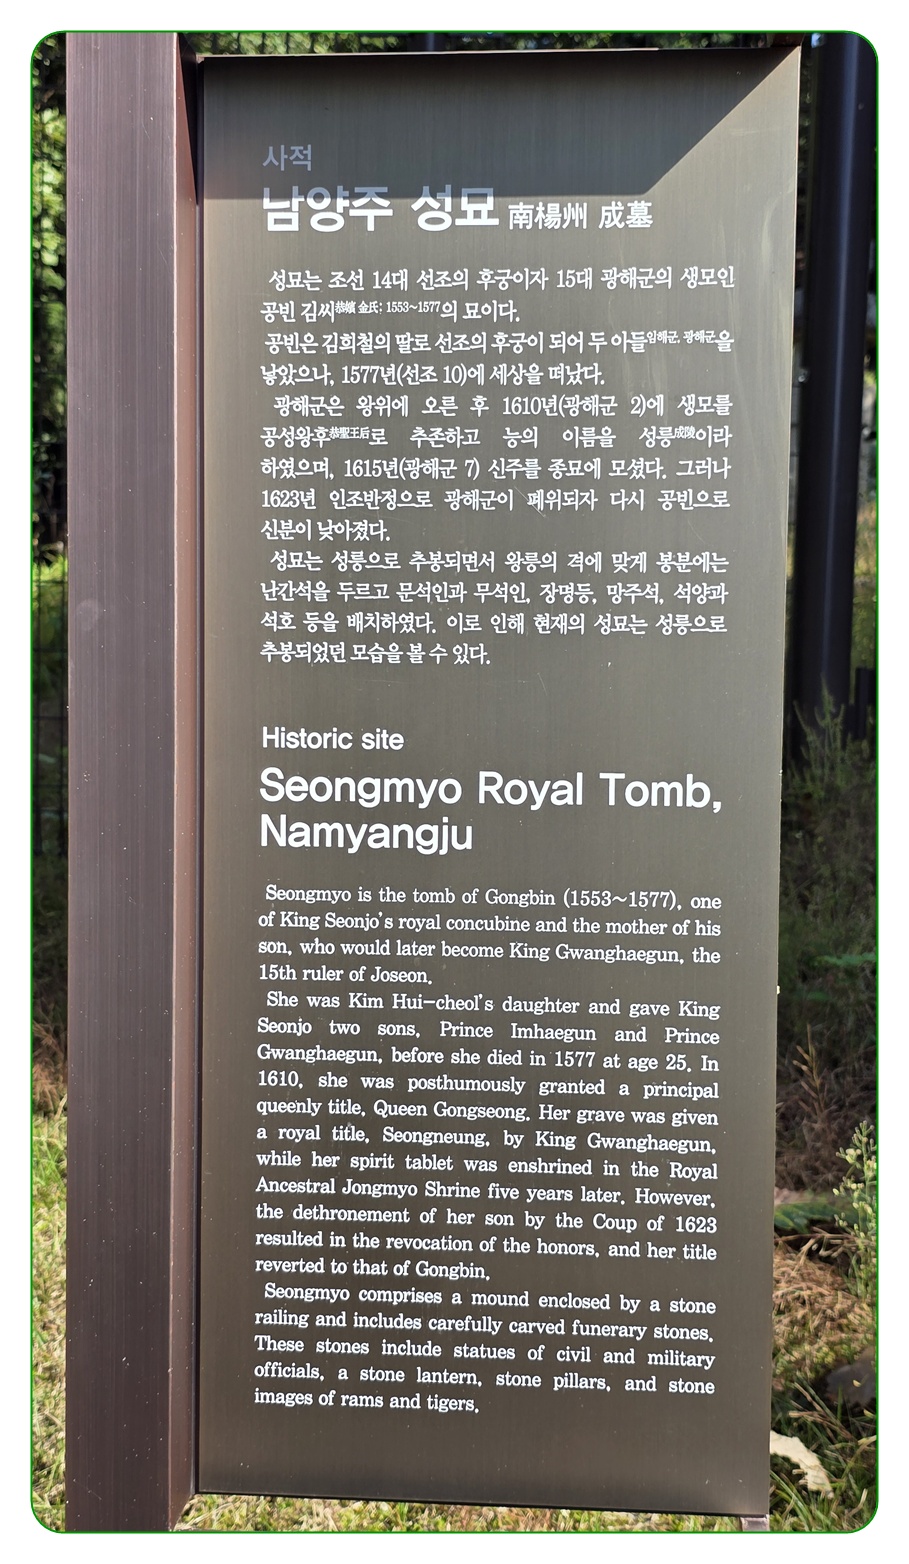 사적
남양주 성묘 南楊州 成墓
성묘는 조선 14대 선조의 후궁이자 15대 광해군의 생모인
공빈 김씨恭嬪 金氏: 1553~1577의 묘이다.
공빈은 김희철의 딸로 선조의 후궁이 되어 두 아들임해군, 광해군을
낳았으나, 1577년(선조 10)에 세상을 떠났다.
광해군은 왕위에 오른 후 1610년(광해군 2)에 생모를
공성왕후恭聖王后로 추존하고 능의 이름을 성릉成陵이라
하였으며, 1615년(광해군 7) 신주를 종묘에 모셨다. 그러나
1623년 인조반정으로 광해군이 폐위되자 다시 공빈으로
신분이 낮아졌다.
성묘는 성릉으로 추봉되면서 왕릉의 격에 맞게 봉분에는
난간석을 두르고 문석인과 무석인, 장명등, 망주석, 석양과
석호 등을 배치하였다. 이로 인해 현재의 성묘는 성릉으로
추봉되었던 모습을 볼 수 있다.
Historic site
Seongmyo Royal Tomb,
Namyangju
Seongmyo is the tomb of Gongbin (1553~1577), one
of King Seonjo's royal concubine and the mother of his
son, who would later become King Gwanghaegun, the
15th ruler of Joseon.
She was Kim Hui-cheol's daughter and gave King
Seonjo two sons, Prince Imhaegun and Prince
Gwanghaegun, before she died in 1577 at age 25. In
1610, she was posthumously granted a principal
queenly title, Queen Gongseong. Her grave was given
a royal title, Seongneung, by King Gwanghaegun,
while her spirit tablet was enshrined in the Royal
Ancestral Jongmyo Shrine five years later. However,
the dethronement of her son by the Coup of 1623
resulted in the revocation of the honors, and her title
reverted to that of Gongbin.
Seongmyo comprises a mound enclosed by a stone
railing and includes carefully carved funerary stones.
These stones include statues of civil and military
officials, a stone lantern, stone pillars, and stone
images of rams and tigers.